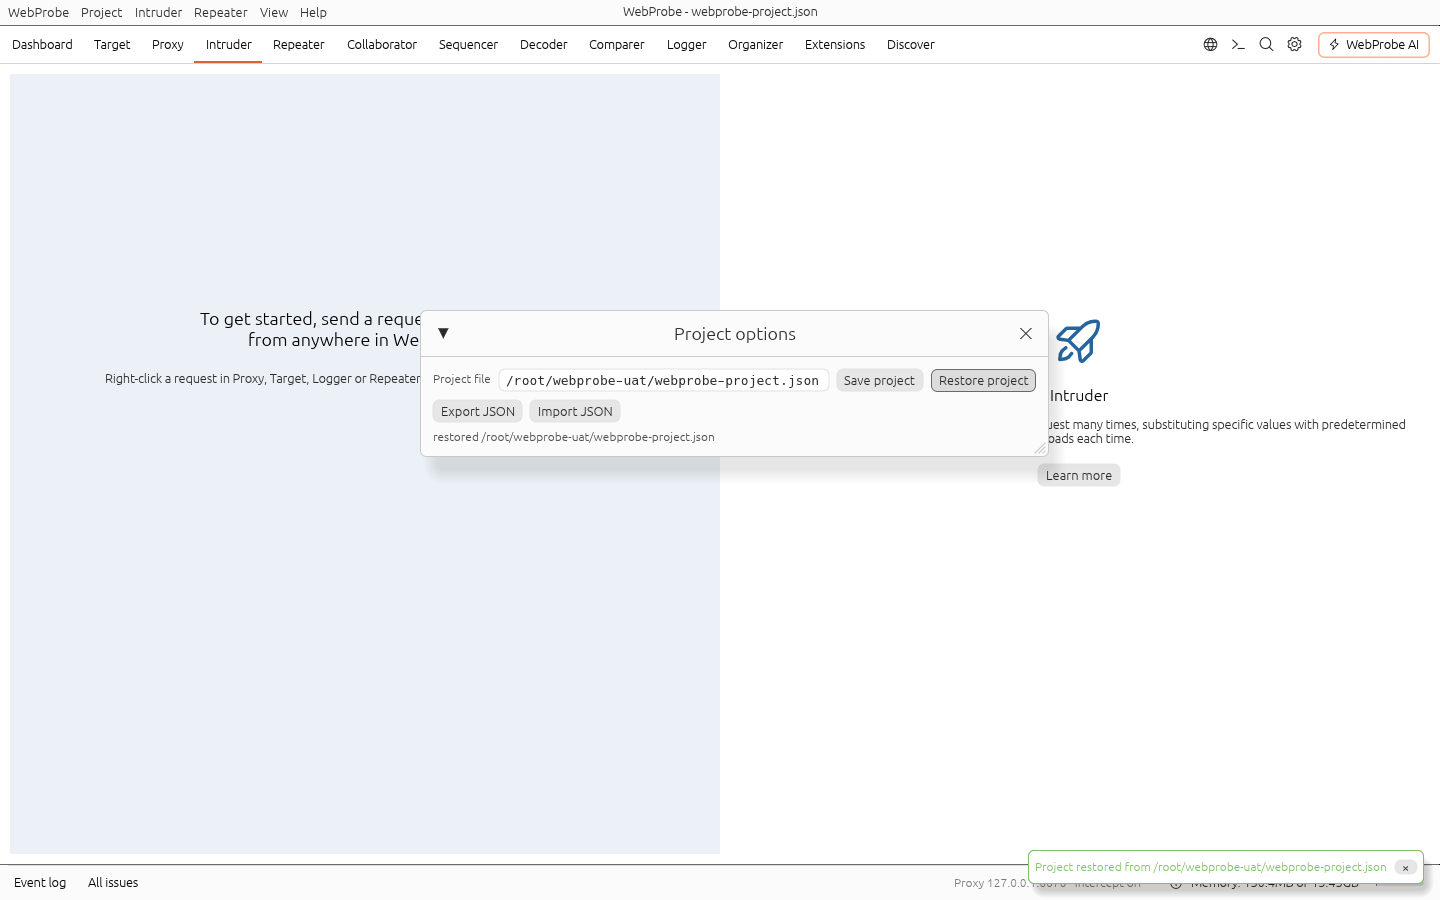 WebProbe Project Intruder Repeater View Help
WebProbe - webprobe-project.json
Dashboard Target Proxy Intruder Repeater Collaborator Sequencer Decoder Comparer Logger Organizer Extensions Discover
WebProbe AI
To get started, send a reque
from anywhere in We
Right-click a request in Proxy, Target, Logger or Repeater
Project options
Project file /root/webprobe-uat/webprobe-project.json Save project Restore project
Export JSON Import JSON
restored /root/webprobe-uat/webprobe-project.json
Intruder
uest many times, substituting specific values with predetermined
oads each time.
Learn more
Project restored from /root/webprobe-uat/webprobe-project.json ×
Event log All issues
Proxy 127.0.0.